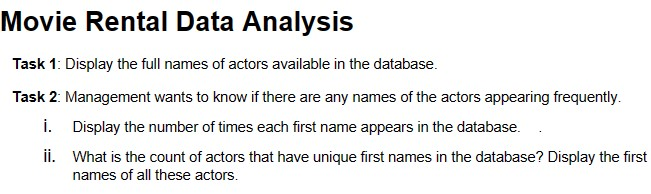 Movie Rental Data Analysis
Task 1: Display the full names of actors available in the database.
Task 2: Management wants to know if there are any names of the actors appearing frequently.
i. Display the number of times each first name appears in the database. .
ii. What is the count of actors that have unique first names in the database? Display the first
names of all these actors.